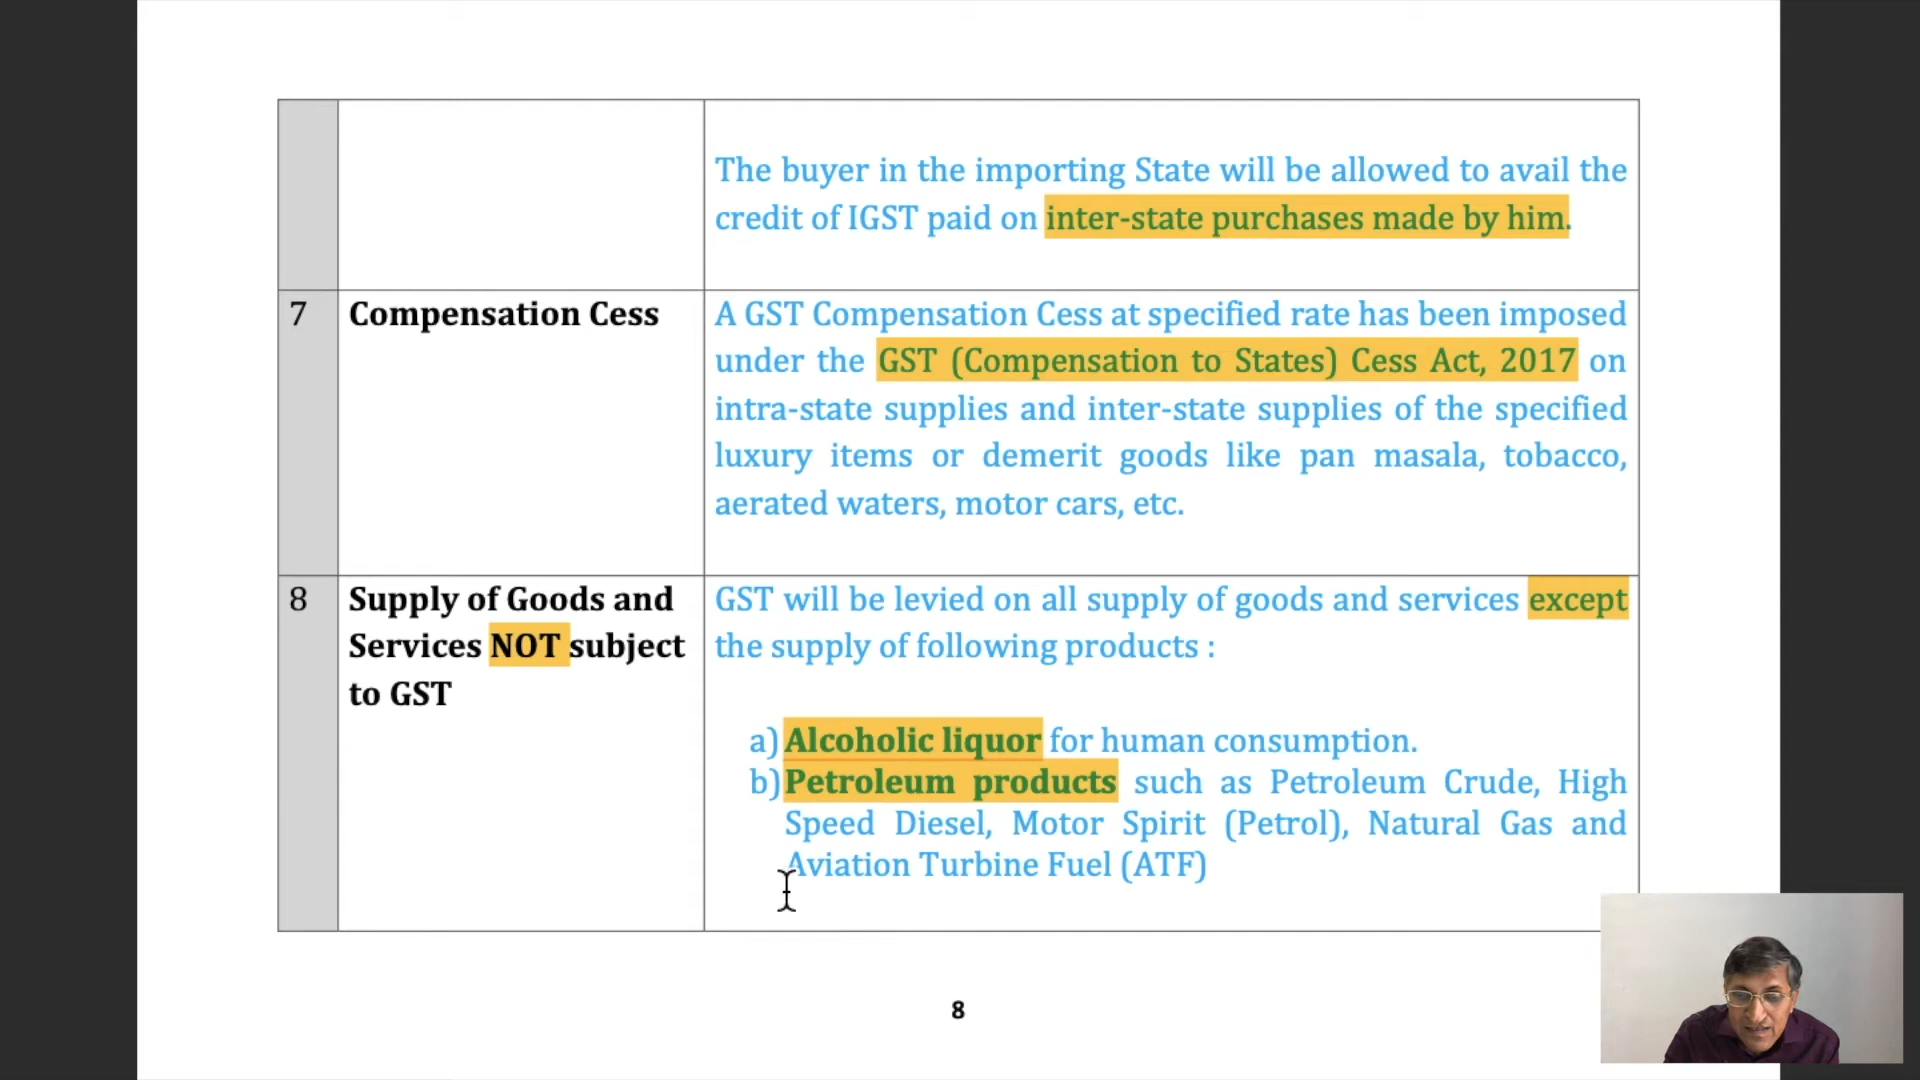 The buyer in the importing State will be allowed to avail the
credit of IGST paid on inter-state purchases made by him.
7
Compensation Cess
A GST Compensation Cess at specified rate has been imposed
under the GST (Compensation to States) Cess Act, 2017 on
intra-state supplies and inter-state supplies of the specified
luxury items or demerit goods like pan masala, tobacco,
aerated waters, motor cars, etc.
8
Supply of Goods and
Services NOT subject
to GST
GST will be levied on all supply of goods and services except
the supply of following products :
a) Alcoholic liquor for human consumption.
b) Petroleum products such as Petroleum Crude, High
Speed Diesel, Motor Spirit (Petrol), Natural Gas and
Aviation Turbine Fuel (ATF)
8